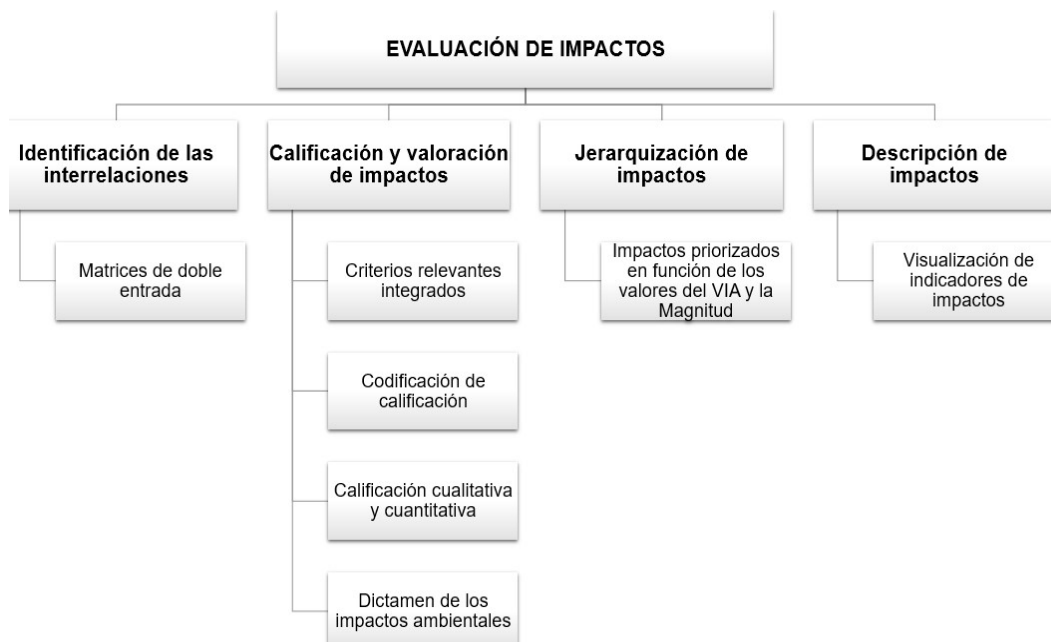 EVALUACIÓN DE IMPACTOS
Identificación de las
interrelaciones
Matrices de doble
entrada
Calificación y valoración
de impactos
Criterios relevantes
integrados
Codificación de
calificación
Calificación cualitativa
y cuantitativa
Dictamen de los
impactos ambientales
Jerarquización de
impactos
Impactos priorizados
en función de los
valores del VIA y la
Magnitud
Descripción de
impactos
Visualización de
indicadores de
impactos